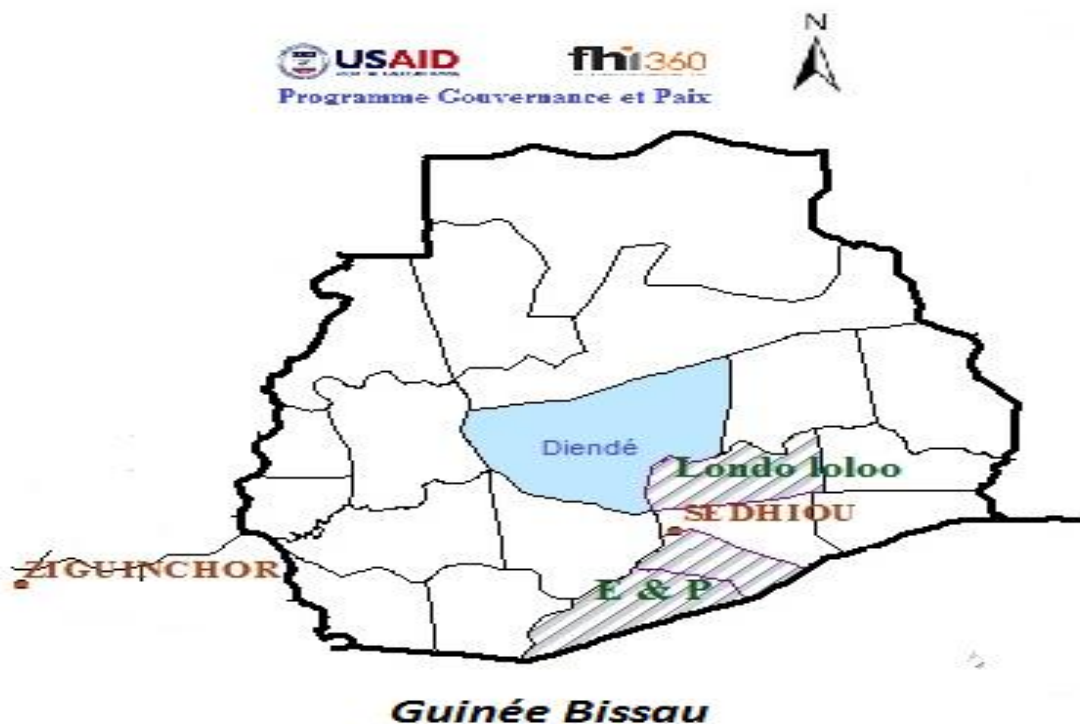 N
USAID
fhi360
Programme Gouvernance et Paix
Diendé
Londo loloo
SEDHIOU
ZIGUINCHOR
E & P
Guinée Bissau